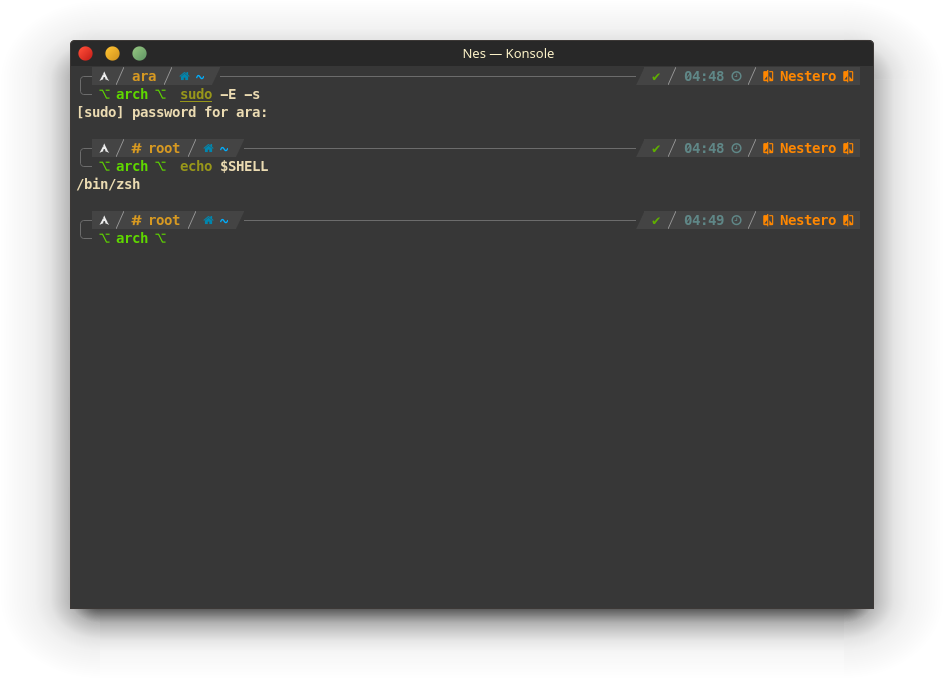 Nes — Konsole
ara / ~ ✔ / 04:48 / Nestero
⌥ arch ⌥ sudo -E -s
[sudo] password for ara:
/ # root / ~ ✔ / 04:48 / Nestero
⌥ arch ⌥ echo $SHELL
/bin/zsh
/ # root / ~ ✔ / 04:49 / Nestero
⌥ arch ⌥